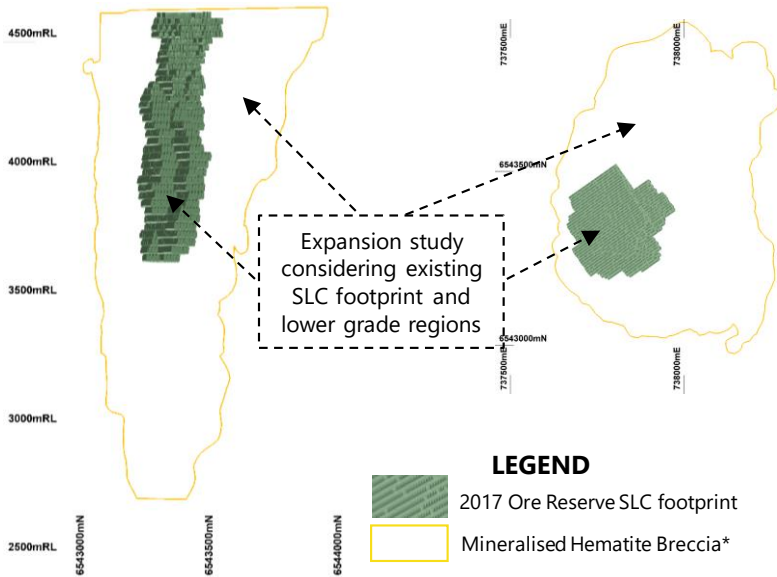 4500mRL
4000mRL
3500mRL
3000mRL
2500mRL
6543000mN
6543500mN
6544000mN
737500mE
738000mE
6543500mN
6543000mN
737500mE
738000mE
Expansion study
considering existing
SLC footprint and
lower grade regions
LEGEND
2017 Ore Reserve SLC footprint
Mineralised Hematite Breccia*